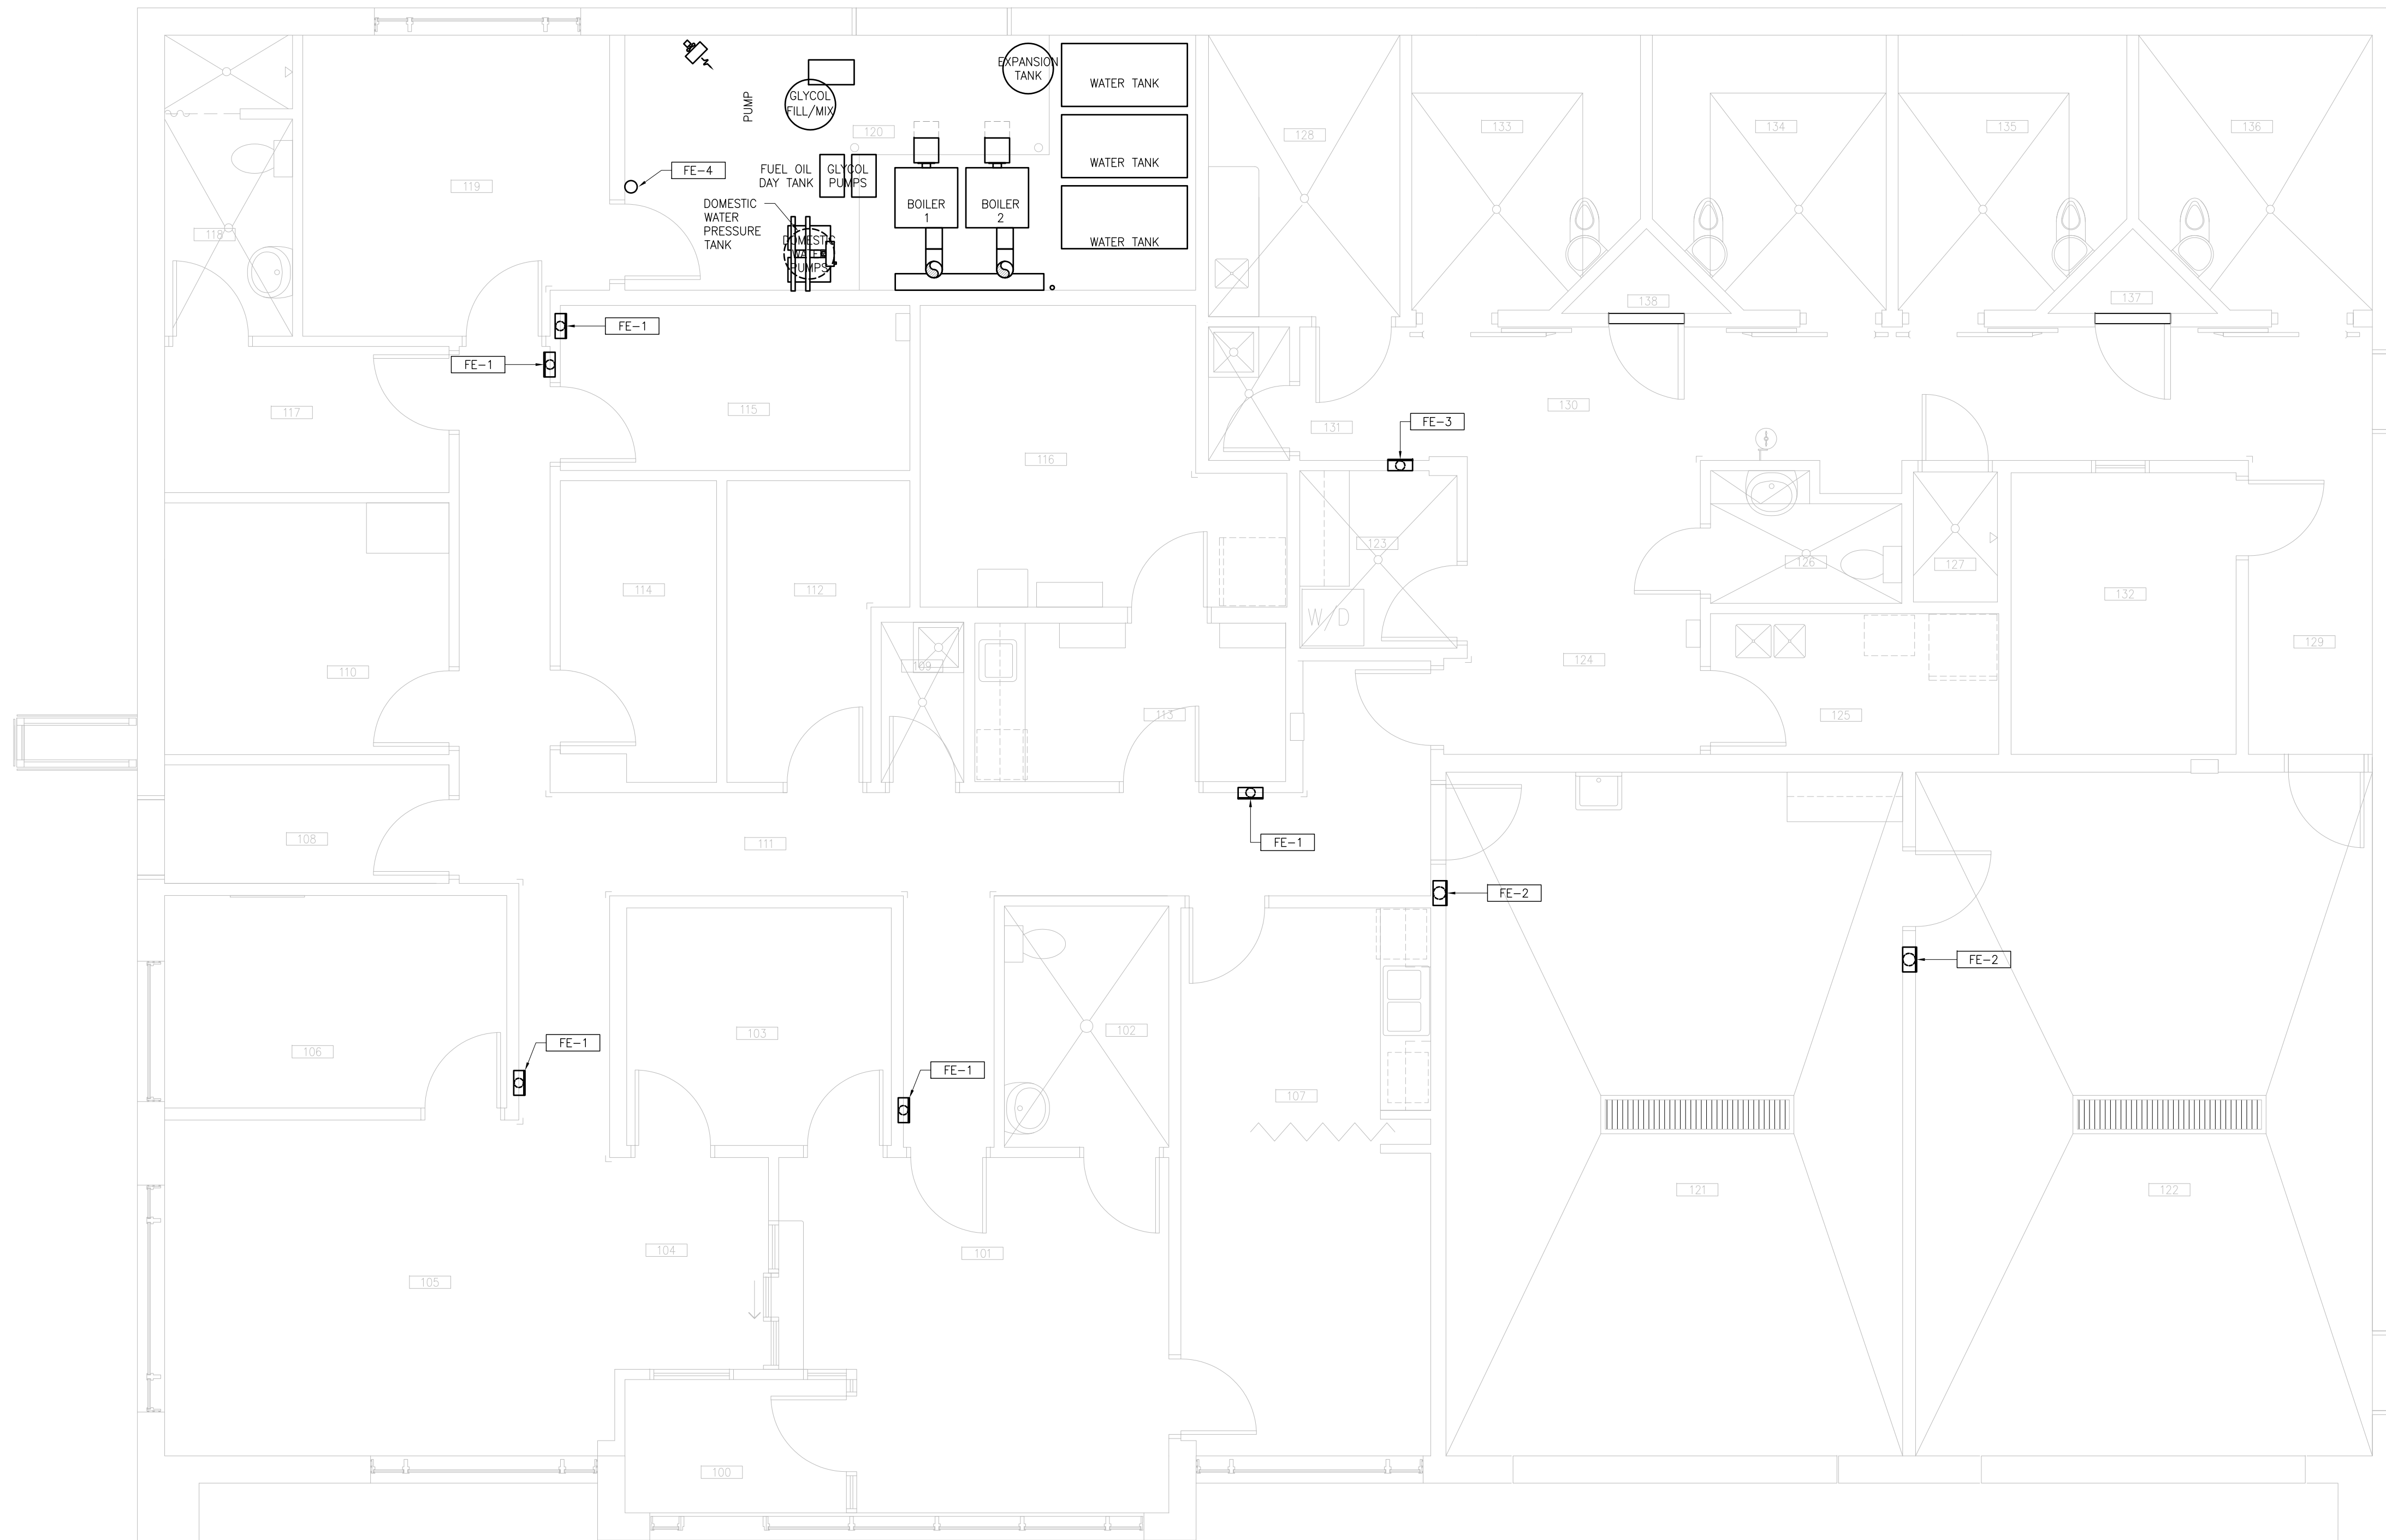 EXPANSION
TANK
WATER TANK
GLYCOL
FILL/MIX
PUMP
120
128
133
134
135
136
WATER TANK
FUEL OIL
DAY TANK
GLYCOL
PUMPS
FE-4
119
BOILER
1
BOILER
2
DOMESTIC
WATER
PRESSURE
TANK
DOMESTIC
WATER
PUMPS
WATER TANK
118
138
137
FE-1
FE-1
117
115
130
131
FE-3
116
123
126
127
114
112
132
W/D
129
109
110
124
113
125
108
111
FE-1
FE-2
FE-2
103
102
106
FE-1
FE-1
107
121
122
104
101
105
100